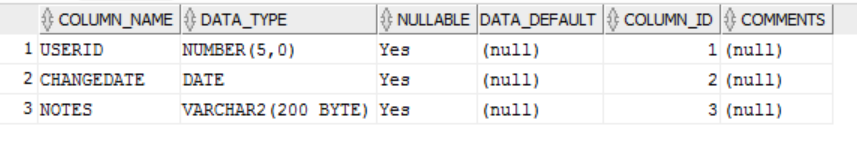 COLUMN_NAME DATA_TYPE NULLABLE DATA_DEFAULT COLUMN_ID COMMENTS
1 USERID NUMBER(5,0) Yes (null) 1 (null)
2 CHANGEDATE DATE Yes (null) 2 (null)
3 NOTES VARCHAR2(200 BYTE) Yes (null) 3 (null)